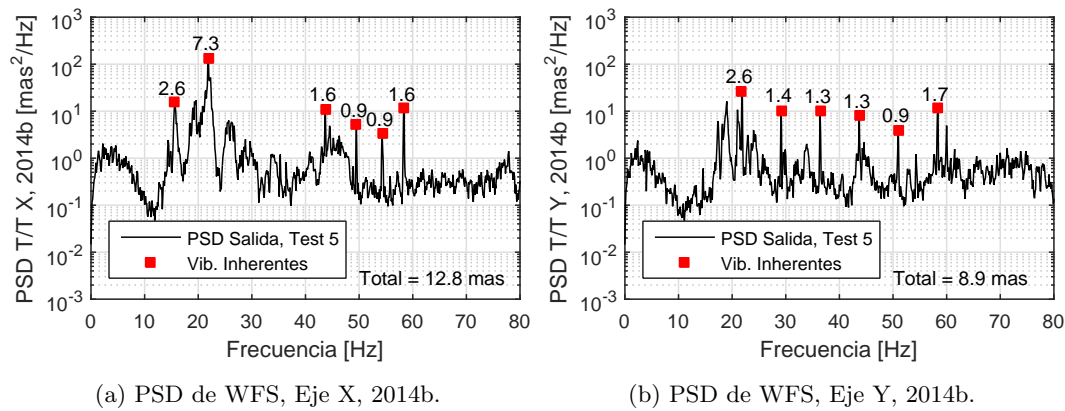 PSD T/T X, 2014b [mas²/Hz]
10³
10²
10¹
10⁰
10⁻¹
10⁻²
10⁻³
2.6
7.3
1.6
0.9
0.9
1.6
PSD Salida, Test 5
Vib. Inherentes
Total = 12.8 mas
0 10 20 30 40 50 60 70 80
Frecuencia [Hz]
(a) PSD de WFS, Eje X, 2014b.
PSD T/T Y, 2014b [mas²/Hz]
10³
10²
10¹
10⁰
10⁻¹
10⁻²
10⁻³
2.6
1.4
1.3
1.3
0.9
1.7
PSD Salida, Test 5
Vib. Inherentes
Total = 8.9 mas
0 10 20 30 40 50 60 70 80
Frecuencia [Hz]
(b) PSD de WFS, Eje Y, 2014b.